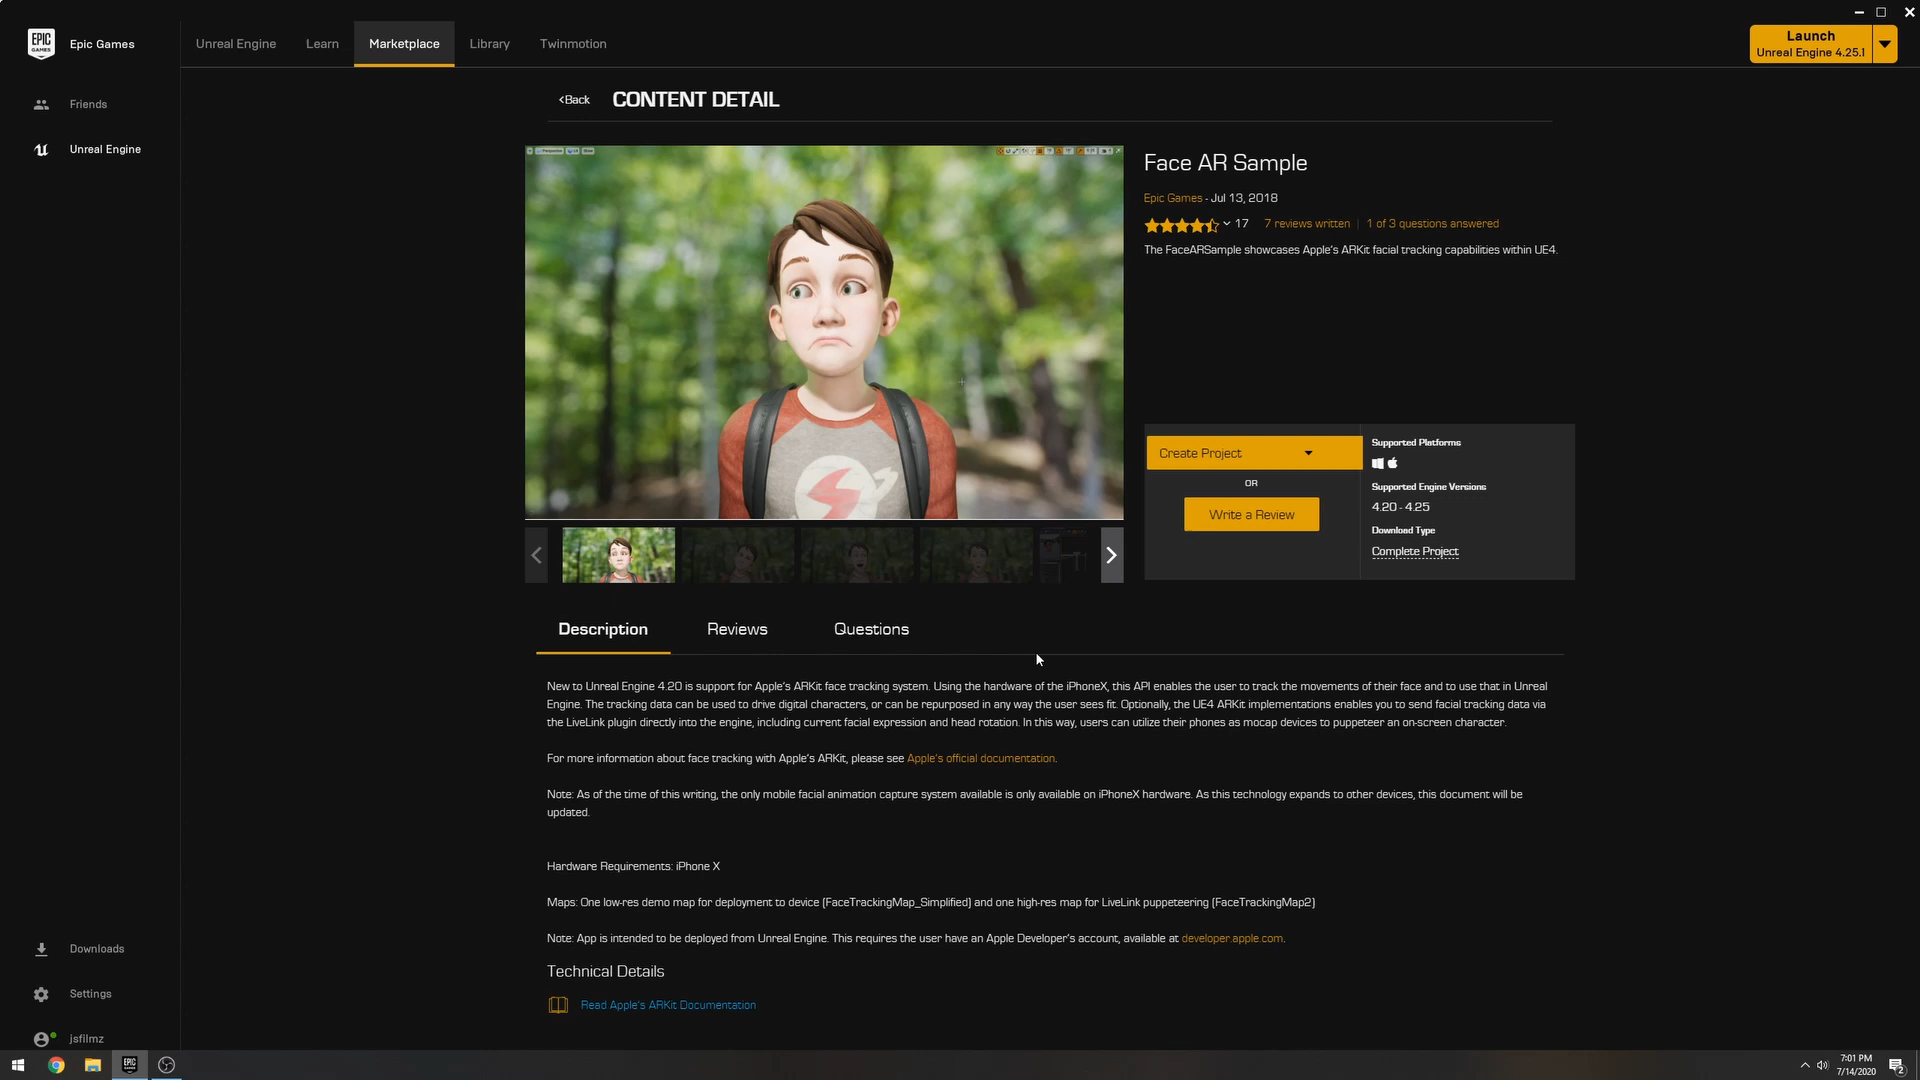 EPIC GAMES
Epic Games
Unreal Engine
Learn
Marketplace
Library
Twinmotion
Launch
Unreal Engine 4.25.1
Friends
Unreal Engine
<Back
CONTENT DETAIL
Perspective
Lit
Show
Face AR Sample
Epic Games - Jul 13, 2018
17
7 reviews written
1 of 3 questions answered
The FaceARSample showcases Apple's ARKit facial tracking capabilities within UE4.
Create Project
OR
Write a Review
Supported Platforms
Supported Engine Versions
4.20 - 4.25
Download Type
Complete Project
Description
Reviews
Questions
New to Unreal Engine 4.20 is support for Apple's ARKit face tracking system. Using the hardware of the iPhoneX, this API enables the user to track the movements of their face and to use that in Unreal
Engine. The tracking data can be used to drive digital characters, or can be repurposed in any way the user sees fit. Optionally, the UE4 ARKit implementations enables you to send facial tracking data via
the LiveLink plugin directly into the engine, including current facial expression and head rotation. In this way, users can utilize their phones as mocap devices to puppeteer an on-screen character.
For more information about face tracking with Apple's ARKit, please see Apple's official documentation.
Note: As of the time of this writing, the only mobile facial animation capture system available is only available on iPhoneX hardware. As this technology expands to other devices, this document will be
updated.
Hardware Requirements: iPhone X
Maps: One low-res demo map for deployment to device (FaceTrackingMap_Simplified) and one high-res map for LiveLink puppeteering (FaceTrackingMap2)
Note: App is intended to be deployed from Unreal Engine. This requires the user have an Apple Developer's account, available at developer.apple.com.
Technical Details
Read Apple's ARKit Documentation
Downloads
Settings
jsfilmz
EPIC GAMES
7:01 PM
7/14/2020
2